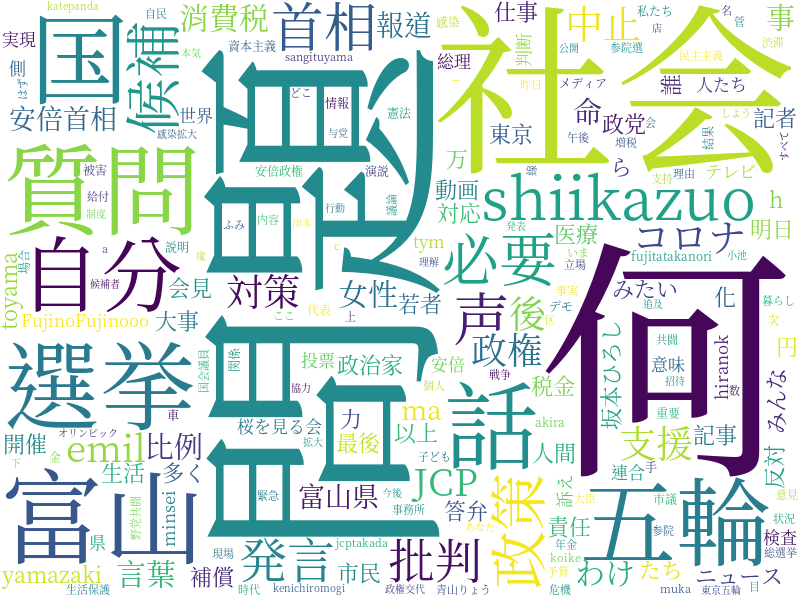 katepanda
自民
消費税
首相
報道
感染
仕事
中止
私たち
名
菅
渋滞
実現
国
候補
資本主義
sangituyama
本気
判断
公開
参院選
店
事
側
はず
どこ
情報
総理
社会
昨日
民主主義
安倍首相
世界
与党
憲法
命
政党
メディア
誰
人たち
感染拡大
東京
午後
増税
会
しよう
記者
結果
すべて
質問
被害
安倍政権
演説
万
ら
支持
理由
テレビ
給付
制度
行動
動画
shiikazuo
h
ふみ
内容
対応
発表
いま
明日
自分
説明
a
度
c
tym
必要
医療
コロナ
理解
立場
fujitatakanori
小池
toyama
場合
候補者
会見
対策
女性
若者
声
後
みたい
化
FujinoFujinooo
大事
ここ
代表
上
事実
デモ
区
追及
暮らし
次
円
国会議員
関係
投票
政治家
安倍
政権
何
坂本ひろし
共闘
意味
招待
hiranok
みんな
選挙
協力
個人
戦争
税金
数
車
話
重要
オリンピック
桜を見る会
力
ma
akira
支援
記事
反対
開催
emil
比例
最後
以上
人間
拡大
下
金
生活
多く
緊急
子ども
連合
手
JCP
訴え
五輪
富山
野党共闘
minsei
富山県
今後
事務所
答弁
大臣
市議
意見
県
現場
jcptakada
あなた
政策
責任
参院
検査
状況
総選挙
yamazaki
言葉
発言
市民
批判
年金
わけ
たち
ニュース
koike
予算
生活保護
補償
時代
kenichiromogi
政権交代
青山りょう
危機
muka
東京五輪
目